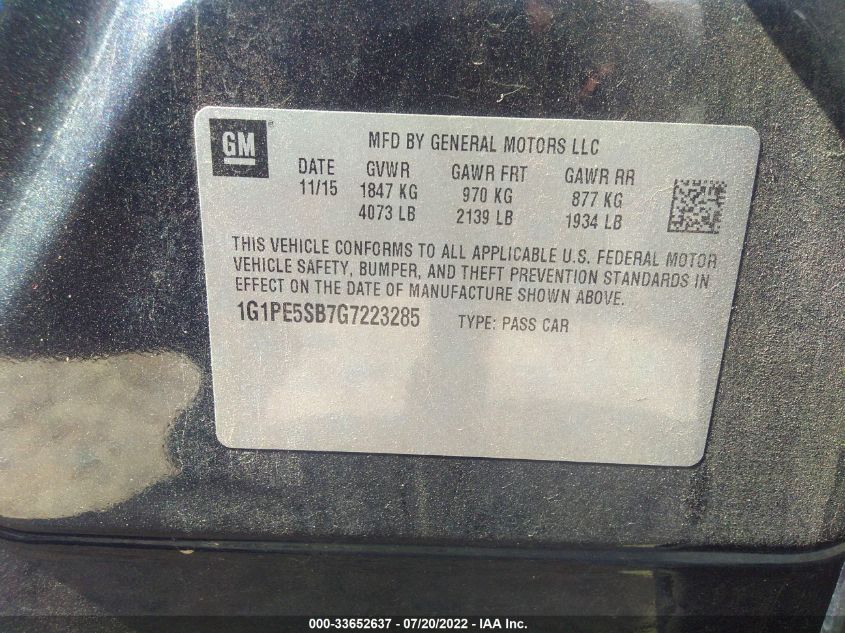 GM
MFD BY GENERAL MOTORS LLC
DATE GVWR GAWR FRT GAWR RR
11/15 1847 KG 970 KG 877 KG
4073 LB 2139 LB 1934 LB
THIS VEHICLE CONFORMS TO ALL APPLICABLE U.S. FEDERAL MOTOR
VEHICLE SAFETY, BUMPER, AND THEFT PREVENTION STANDARDS IN
EFFECT ON THE DATE OF MANUFACTURE SHOWN ABOVE.
1G1PE5SB7G7223285 TYPE: PASS CAR
000-33652637 - 07/20/2022 - IAA Inc.